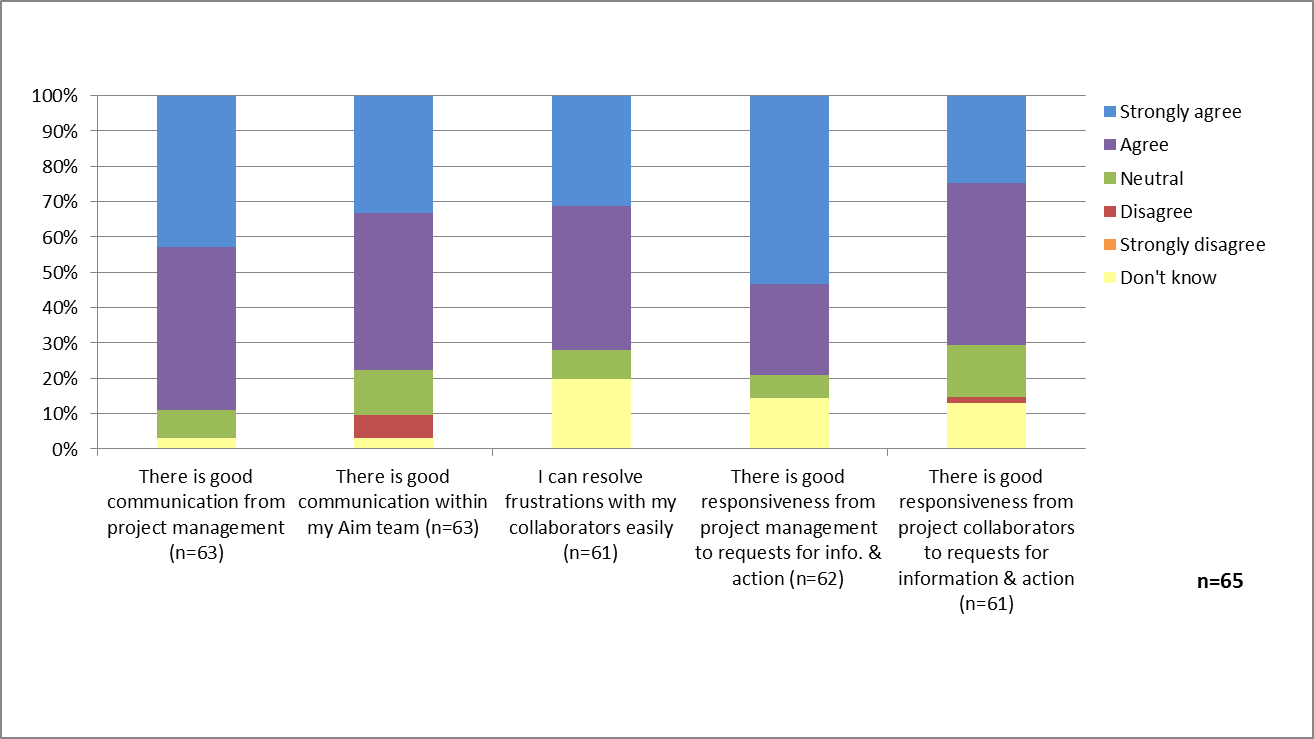 100%
90%
80%
70%
60%
50%
40%
30%
20%
10%
0%
There is good
communication from
project management
(n=63)
There is good
communication within
my Aim team (n=63)
I can resolve
frustrations with my
collaborators easily
(n=61)
There is good
responsiveness from
project management
to requests for info. &
action (n=62)
There is good
responsiveness from
project collaborators
to requests for
information & action
(n=61)
Strongly agree
Agree
Neutral
Disagree
Strongly disagree
Don't know
n=65